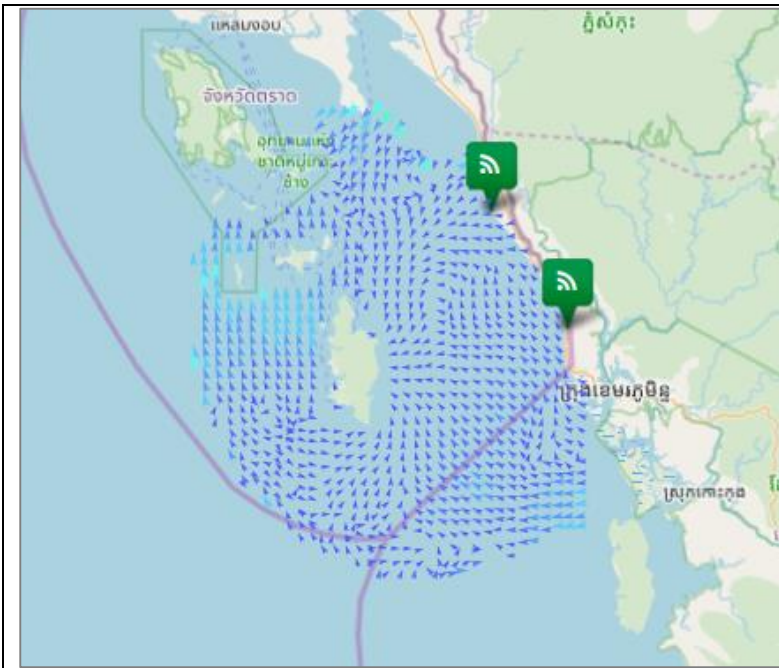 แหลมงอบ
ភ្នំសំកុះ
จังหวัดตราด
อุทยานแห่ง
ชาติหมู่เกาะ
ช้าง
ក្រុងខេមរភូមិន្ទ
ស្រុកកោះកុង